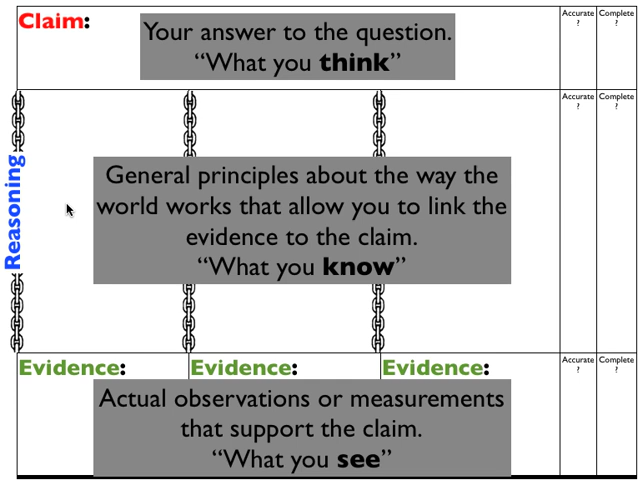 Claim:
Your answer to the question.
“What you think”
Accurate
?
Complete
?
Reasoning
General principles about the way the
world works that allow you to link the
evidence to the claim.
“What you know”
Accurate
?
Complete
?
Evidence:
Evidence:
Evidence:
Actual observations or measurements
that support the claim.
“What you see”
Accurate
?
Complete
?